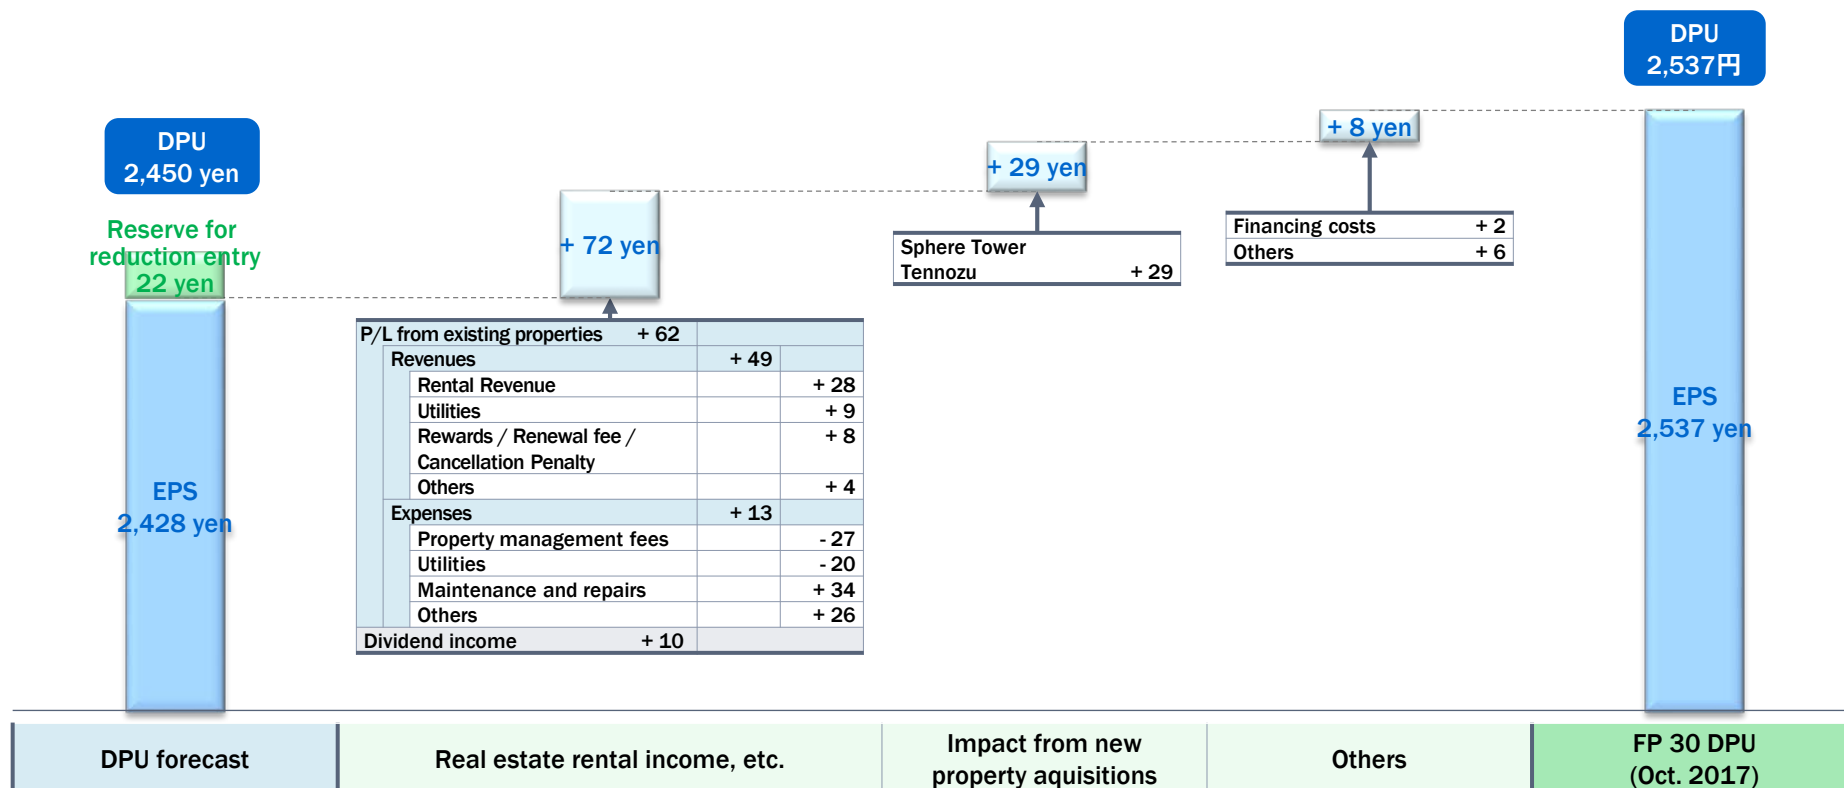 DPU
2,450 yen
Reserve for
reduction entry
22 yen
EPS
2,428 yen
+ 72 yen
P/L from existing properties + 62
Revenues + 49
Rental Revenue + 28
Utilities + 9
Rewards / Renewal fee / + 8
Cancellation Penalty
Others + 4
Expenses + 13
Property management fees - 27
Utilities - 20
Maintenance and repairs + 34
Others + 26
Dividend income + 10
+ 29 yen
Sphere Tower
Tennozu + 29
+ 8 yen
Financing costs + 2
Others + 6
DPU
2,537円
EPS
2,537 yen
DPU forecast
Real estate rental income, etc.
Impact from new
property aquisitions
Others
FP 30 DPU
(Oct. 2017)